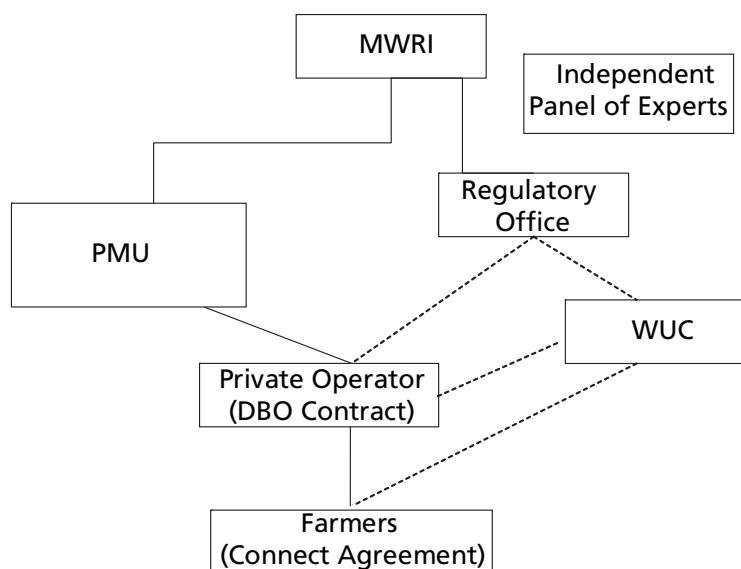 MWRI
Independent
Panel of Experts
Regulatory
Office
PMU
WUC
Private Operator
(DBO Contract)
Farmers
(Connect Agreement)